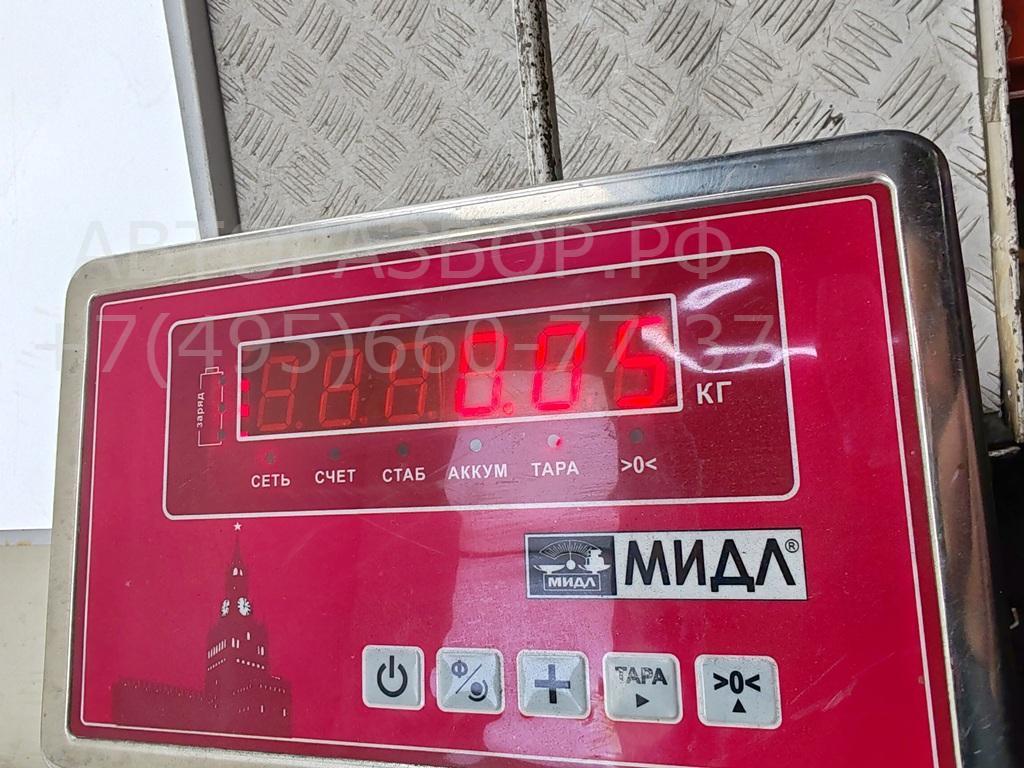 АВТОРАЗБОР.РФ
+7(495)660-77-37
заряд
0.05 КГ
СЕТЬ СЧЕТ СТАБ АККУМ ТАРА >0<
МИДЛ МИДЛ®
Ф ТАРА >0<